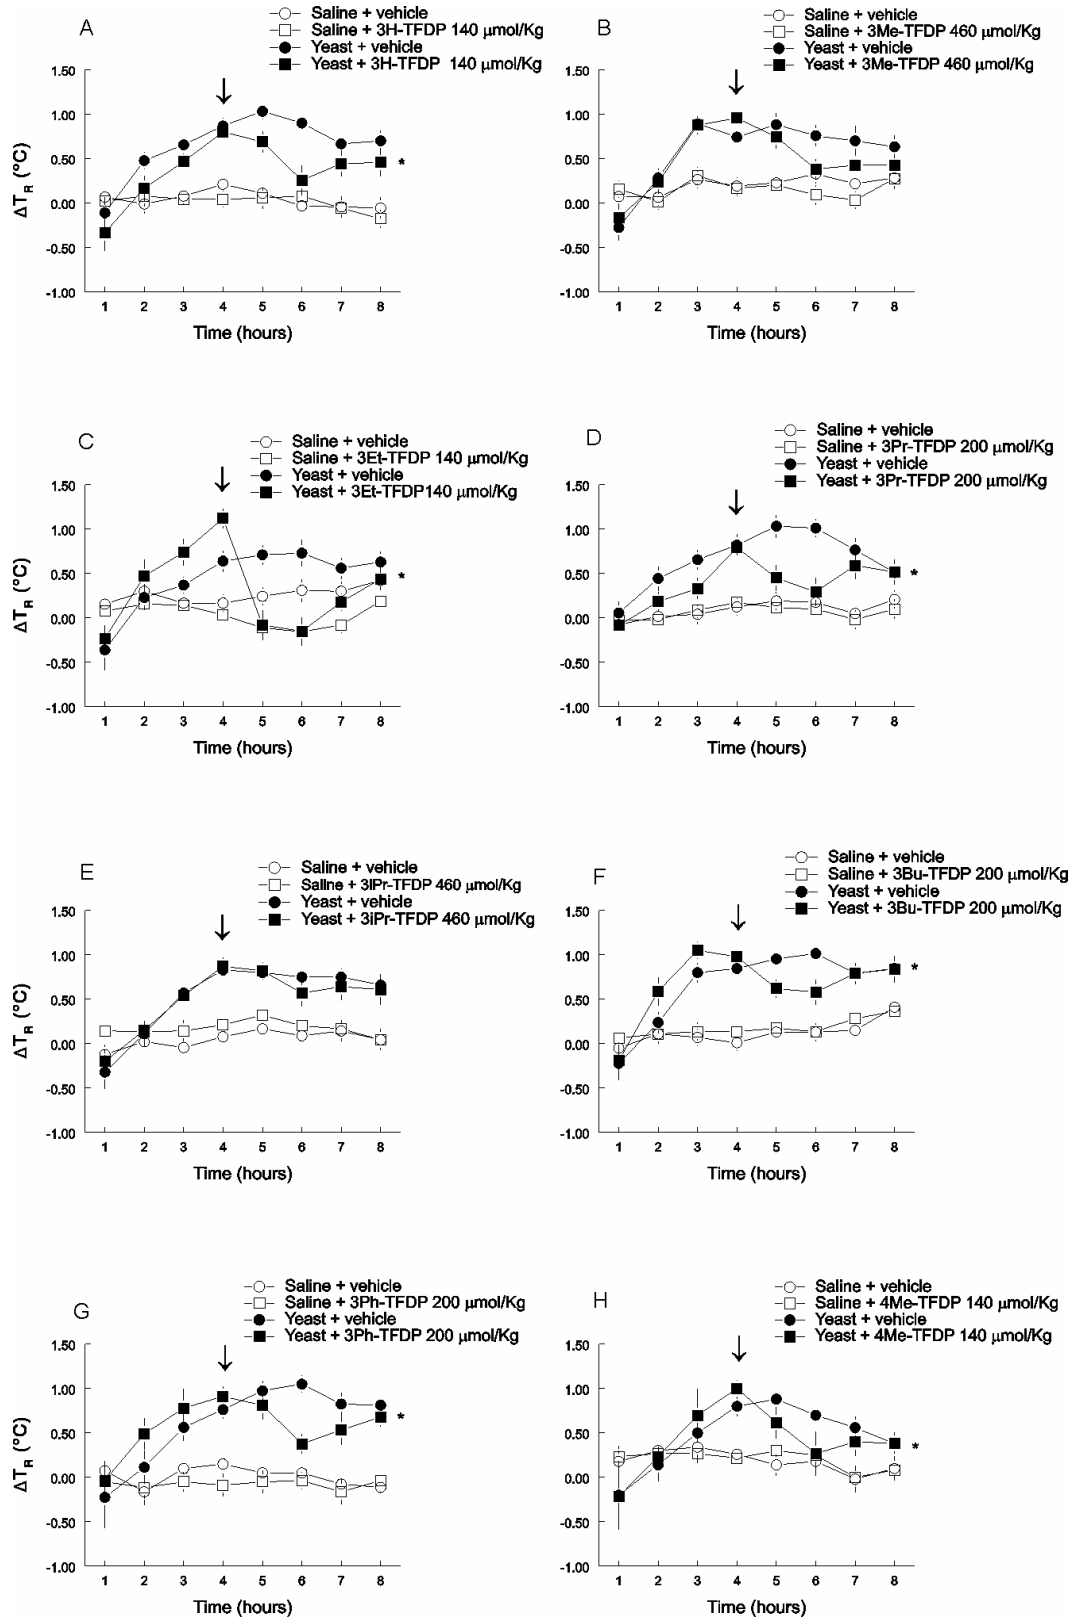 A
Saline + vehicle
Saline + 3H-TFDP 140 μmol/Kg
Yeast + vehicle
Yeast + 3H-TFDP 140 μmol/Kg
1.50
1.00
0.50
0.00
-0.50
-1.00
ΔTR (°C)
*
1 2 3 4 5 6 7 8
Time (hours)
B
Saline + vehicle
Saline + 3Me-TFDP 460 μmol/Kg
Yeast + vehicle
Yeast + 3Me-TFDP 460 μmol/Kg
1.50
1.00
0.50
0.00
-0.50
-1.00
1 2 3 4 5 6 7 8
Time (hours)
C
Saline + vehicle
Saline + 3Et-TFDP 140 μmol/Kg
Yeast + vehicle
Yeast + 3Et-TFDP140 μmol/Kg
1.50
1.00
0.50
0.00
-0.50
-1.00
ΔTR (°C)
*
1 2 3 4 5 6 7 8
Time (hours)
D
Saline + vehicle
Saline + 3Pr-TFDP 200 μmol/Kg
Yeast + vehicle
Yeast + 3Pr-TFDP 200 μmol/Kg
1.50
1.00
0.50
0.00
-0.50
-1.00
*
1 2 3 4 5 6 7 8
Time (hours)
E
Saline + vehicle
Saline + 3IPr-TFDP 460 μmol/Kg
Yeast + vehicle
Yeast + 3iPr-TFDP 460 μmol/Kg
1.50
1.00
0.50
0.00
-0.50
-1.00
ΔTR (°C)
1 2 3 4 5 6 7 8
Time (hours)
F
Saline + vehicle
Saline + 3Bu-TFDP 200 μmol/Kg
Yeast + vehicle
Yeast + 3Bu-TFDP 200 μmol/Kg
1.50
1.00
0.50
0.00
-0.50
-1.00
*
1 2 3 4 5 6 7 8
Time (hours)
G
Saline + vehicle
Saline + 3Ph-TFDP 200 μmol/Kg
Yeast + vehicle
Yeast + 3Ph-TFDP 200 μmol/Kg
1.50
1.00
0.50
0.00
-0.50
-1.00
ΔTR (°C)
*
1 2 3 4 5 6 7 8
Time (hours)
H
Saline + vehicle
Saline + 4Me-TFDP 140 μmol/Kg
Yeast + vehicle
Yeast + 4Me-TFDP 140 μmol/Kg
1.50
1.00
0.50
0.00
-0.50
-1.00
*
1 2 3 4 5 6 7 8
Time (hours)